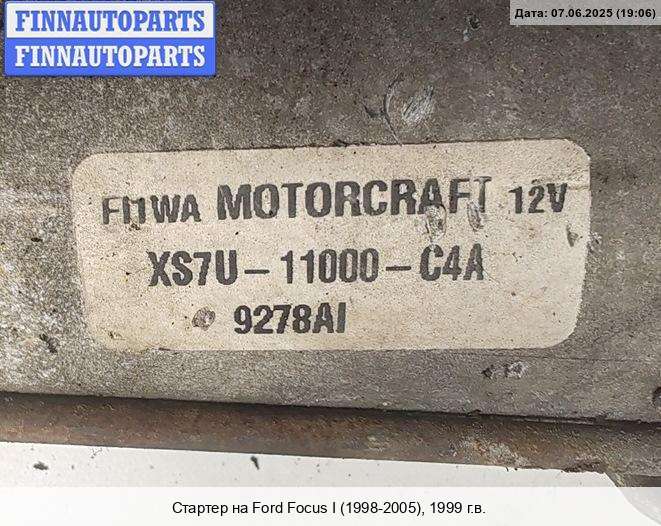 FINNAUTOPARTS
FINNAUTOPARTS
Дата: 07.06.2025 (19:06)
MOTORCRAFT 12V
XS7U-11000-C4A
9278AI
Стартер на Ford Focus I (1998-2005), 1999 г.в.